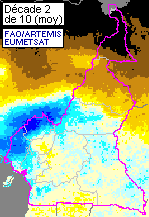 Décade 2
de 10 (moy)
FAO/ARTEMIS
EUMETSAT